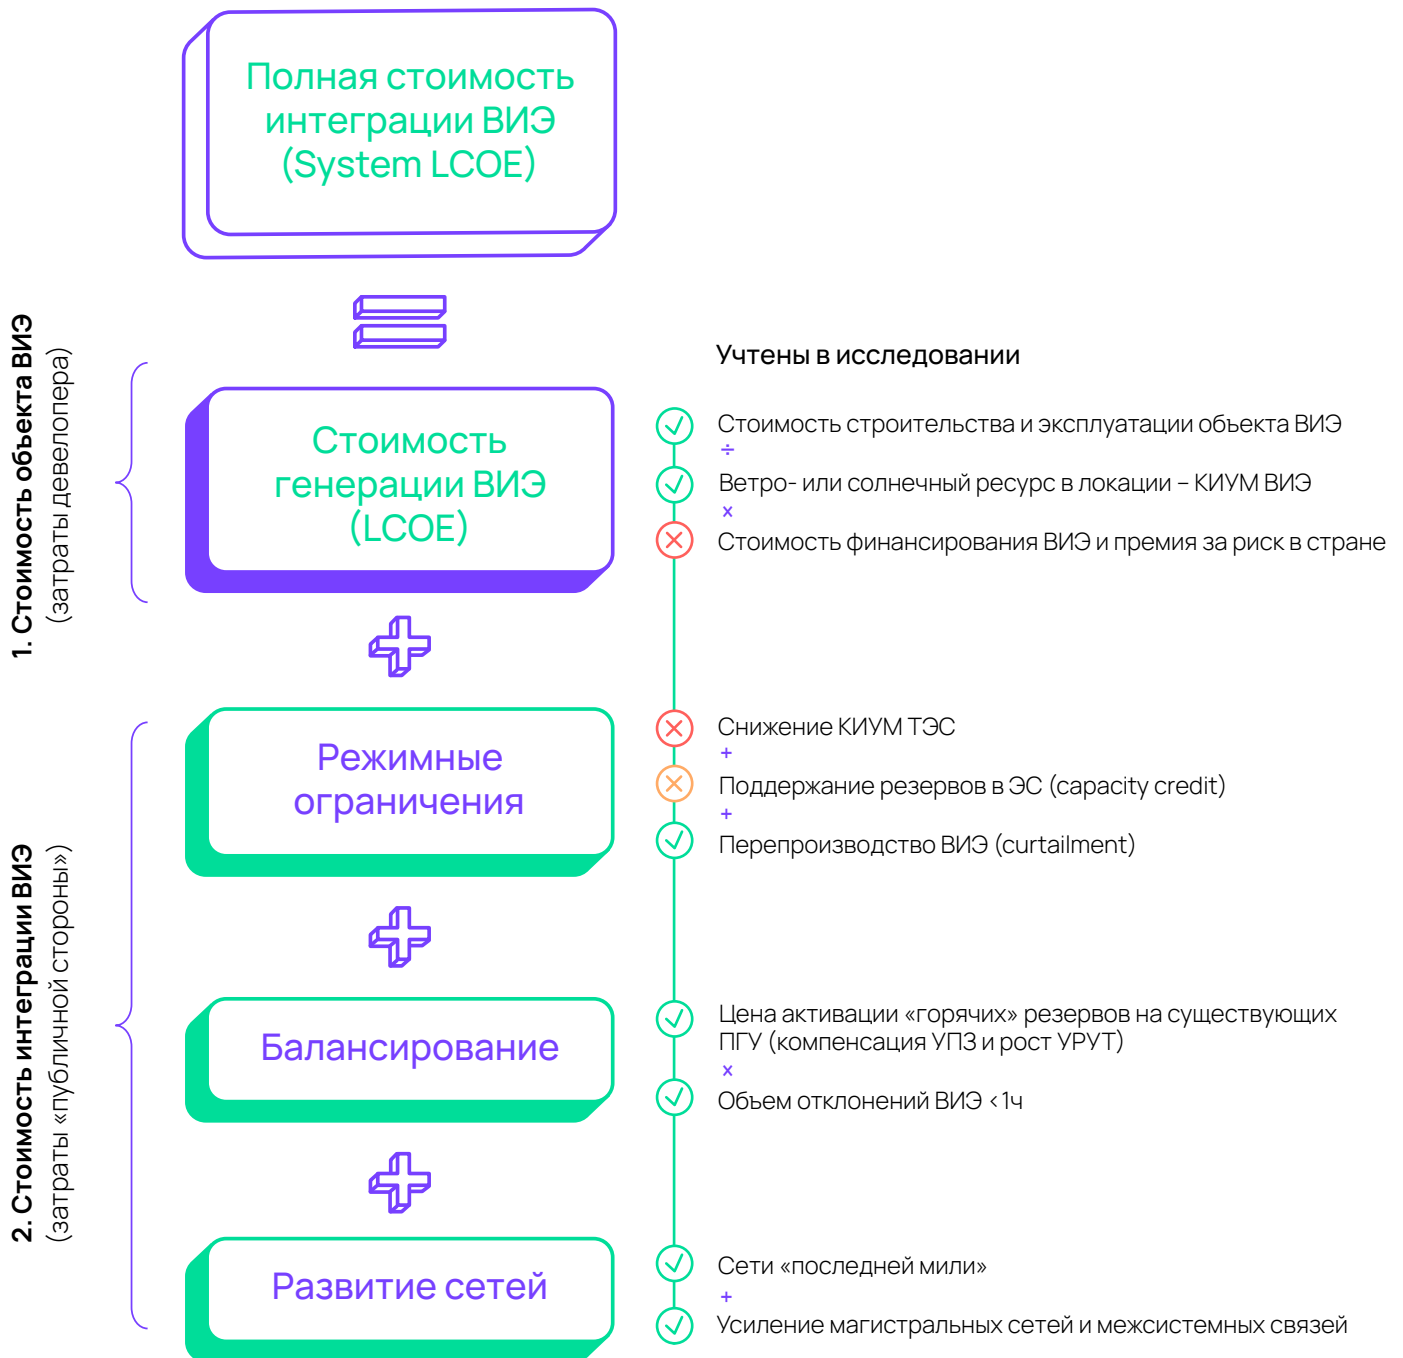 Полная стоимость
интеграции ВИЭ
(System LCOE)
1. Стоимость объекта ВИЭ
(затраты девелопера)
Стоимость
генерации ВИЭ
(LCOE)
Учтены в исследовании
Стоимость строительства и эксплуатации объекта ВИЭ
÷
Ветро- или солнечный ресурс в локации – КИУМ ВИЭ
x
Стоимость финансирования ВИЭ и премия за риск в стране
2. Стоимость интеграции ВИЭ
(затраты «публичной стороны»)
Режимные
ограничения
Снижение КИУМ ТЭС
+
Поддержание резервов в ЭС (capacity credit)
+
Перепроизводство ВИЭ (curtailment)
Балансирование
Цена активации «горячих» резервов на существующих
ПГУ (компенсация УПЗ и рост УРУТ)
x
Объем отклонений ВИЭ <1ч
Развитие сетей
Сети «последней мили»
+
Усиление магистральных сетей и межсистемных связей